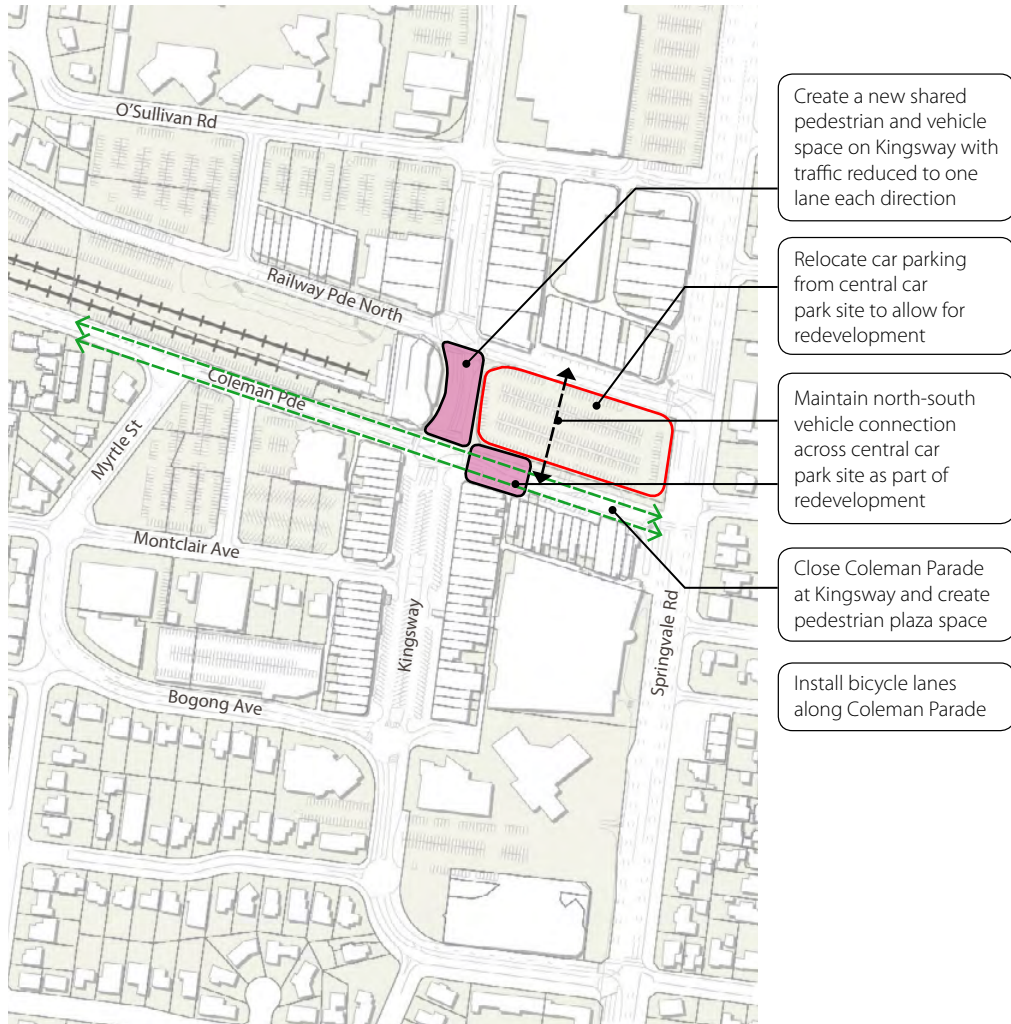 O'Sullivan Rd
Railway Pde North
Coleman Pde
Myrtle St
Montclair Ave
Kingsway
Springvale Rd
Bogong Ave
Create a new shared
pedestrian and vehicle
space on Kingsway with
traffic reduced to one
lane each direction
Relocate car parking
from central car
park site to allow for
redevelopment
Maintain north-south
vehicle connection
across central car
park site as part of
redevelopment
Close Coleman Parade
at Kingsway and create
pedestrian plaza space
Install bicycle lanes
along Coleman Parade